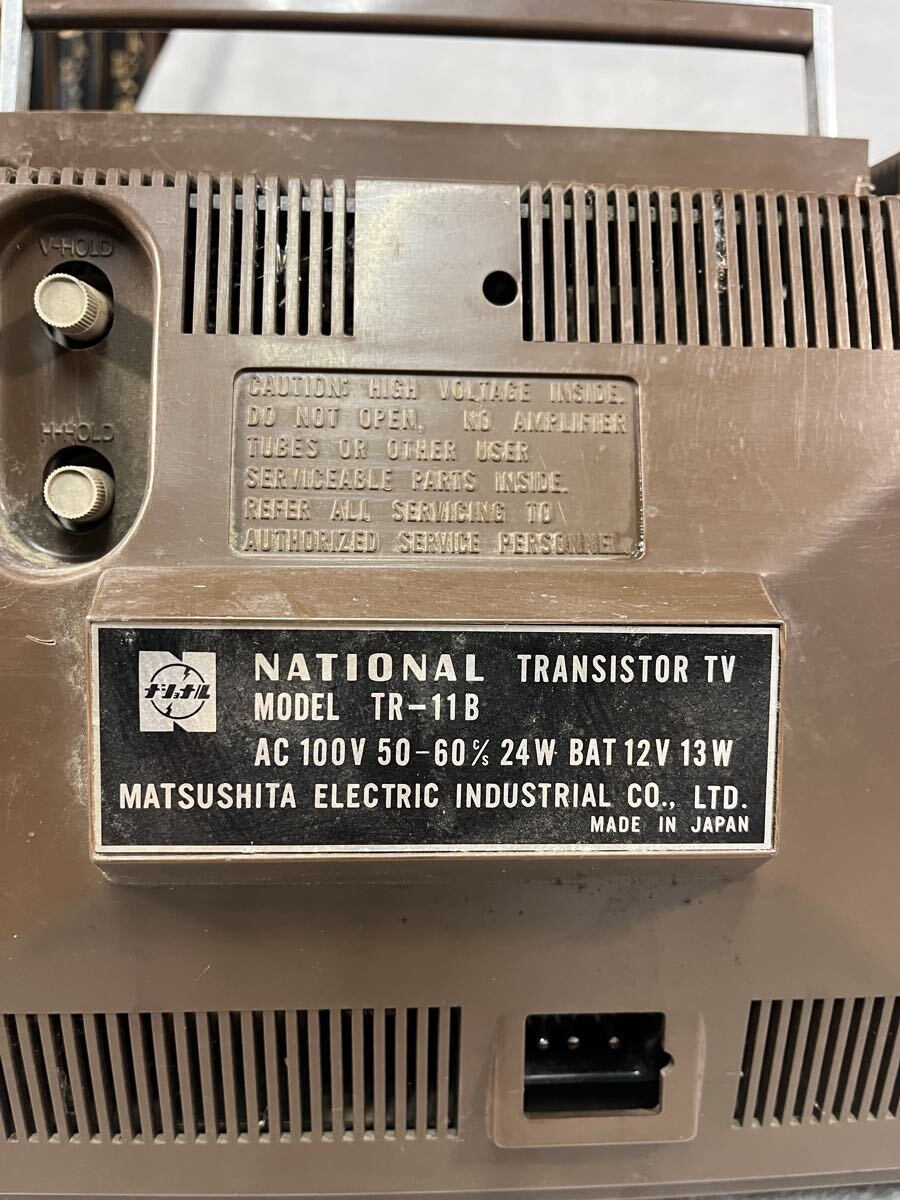 V-HOLD
H-HOLD
CAUTION: HIGH VOLTAGE INSIDE.
DO NOT OPEN, NO AMPLIFIER
TUBES OR OTHER USER
SERVICEABLE PARTS INSIDE.
REFER ALL SERVICING TO
AUTHORIZED SERVICE PERSONNEL.
ナショナル
NATIONAL TRANSISTOR TV
MODEL TR-11B
AC 100V 50-60 c/s 24W BAT 12V 13W
MATSUSHITA ELECTRIC INDUSTRIAL CO., LTD.
MADE IN JAPAN